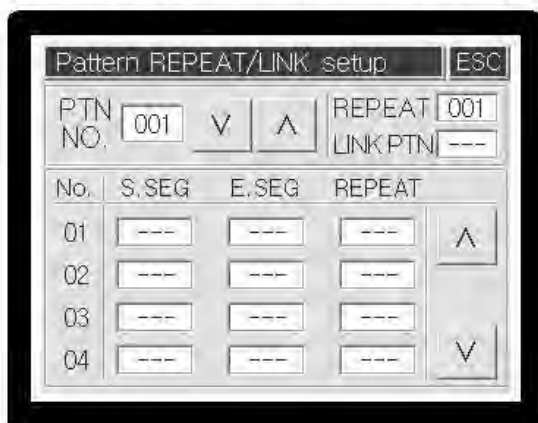 Pattern REPEAT/LINK setup ESC
PTN NO. 001 V Λ REPEAT 001
LINK PTN ---
No. S.SEG E.SEG REPEAT
01 --- --- --- Λ
02 --- --- ---
03 --- --- ---
04 --- --- --- V